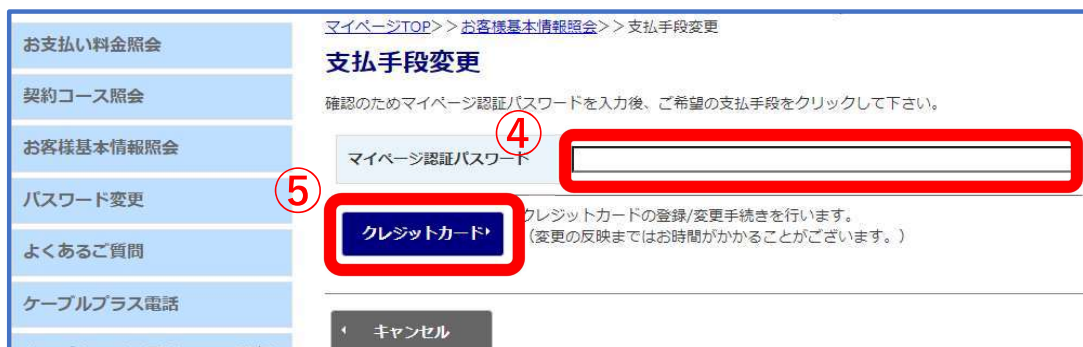 お支払い料金照会
契約コース照会
お客様基本情報照会
パスワード変更
よくあるご質問
ケーブルプラス電話
マイページTOP>>お客様基本情報照会>>支払手段変更
支払手段変更
確認のためマイページ認証パスワードを入力後、ご希望の支払手段をクリックして下さい。
④
マイページ認証パスワード
⑤
クレジットカード
クレジットカードの登録/変更手続きを行います。
(変更の反映まではお時間がかかることがございます。)
キャンセル